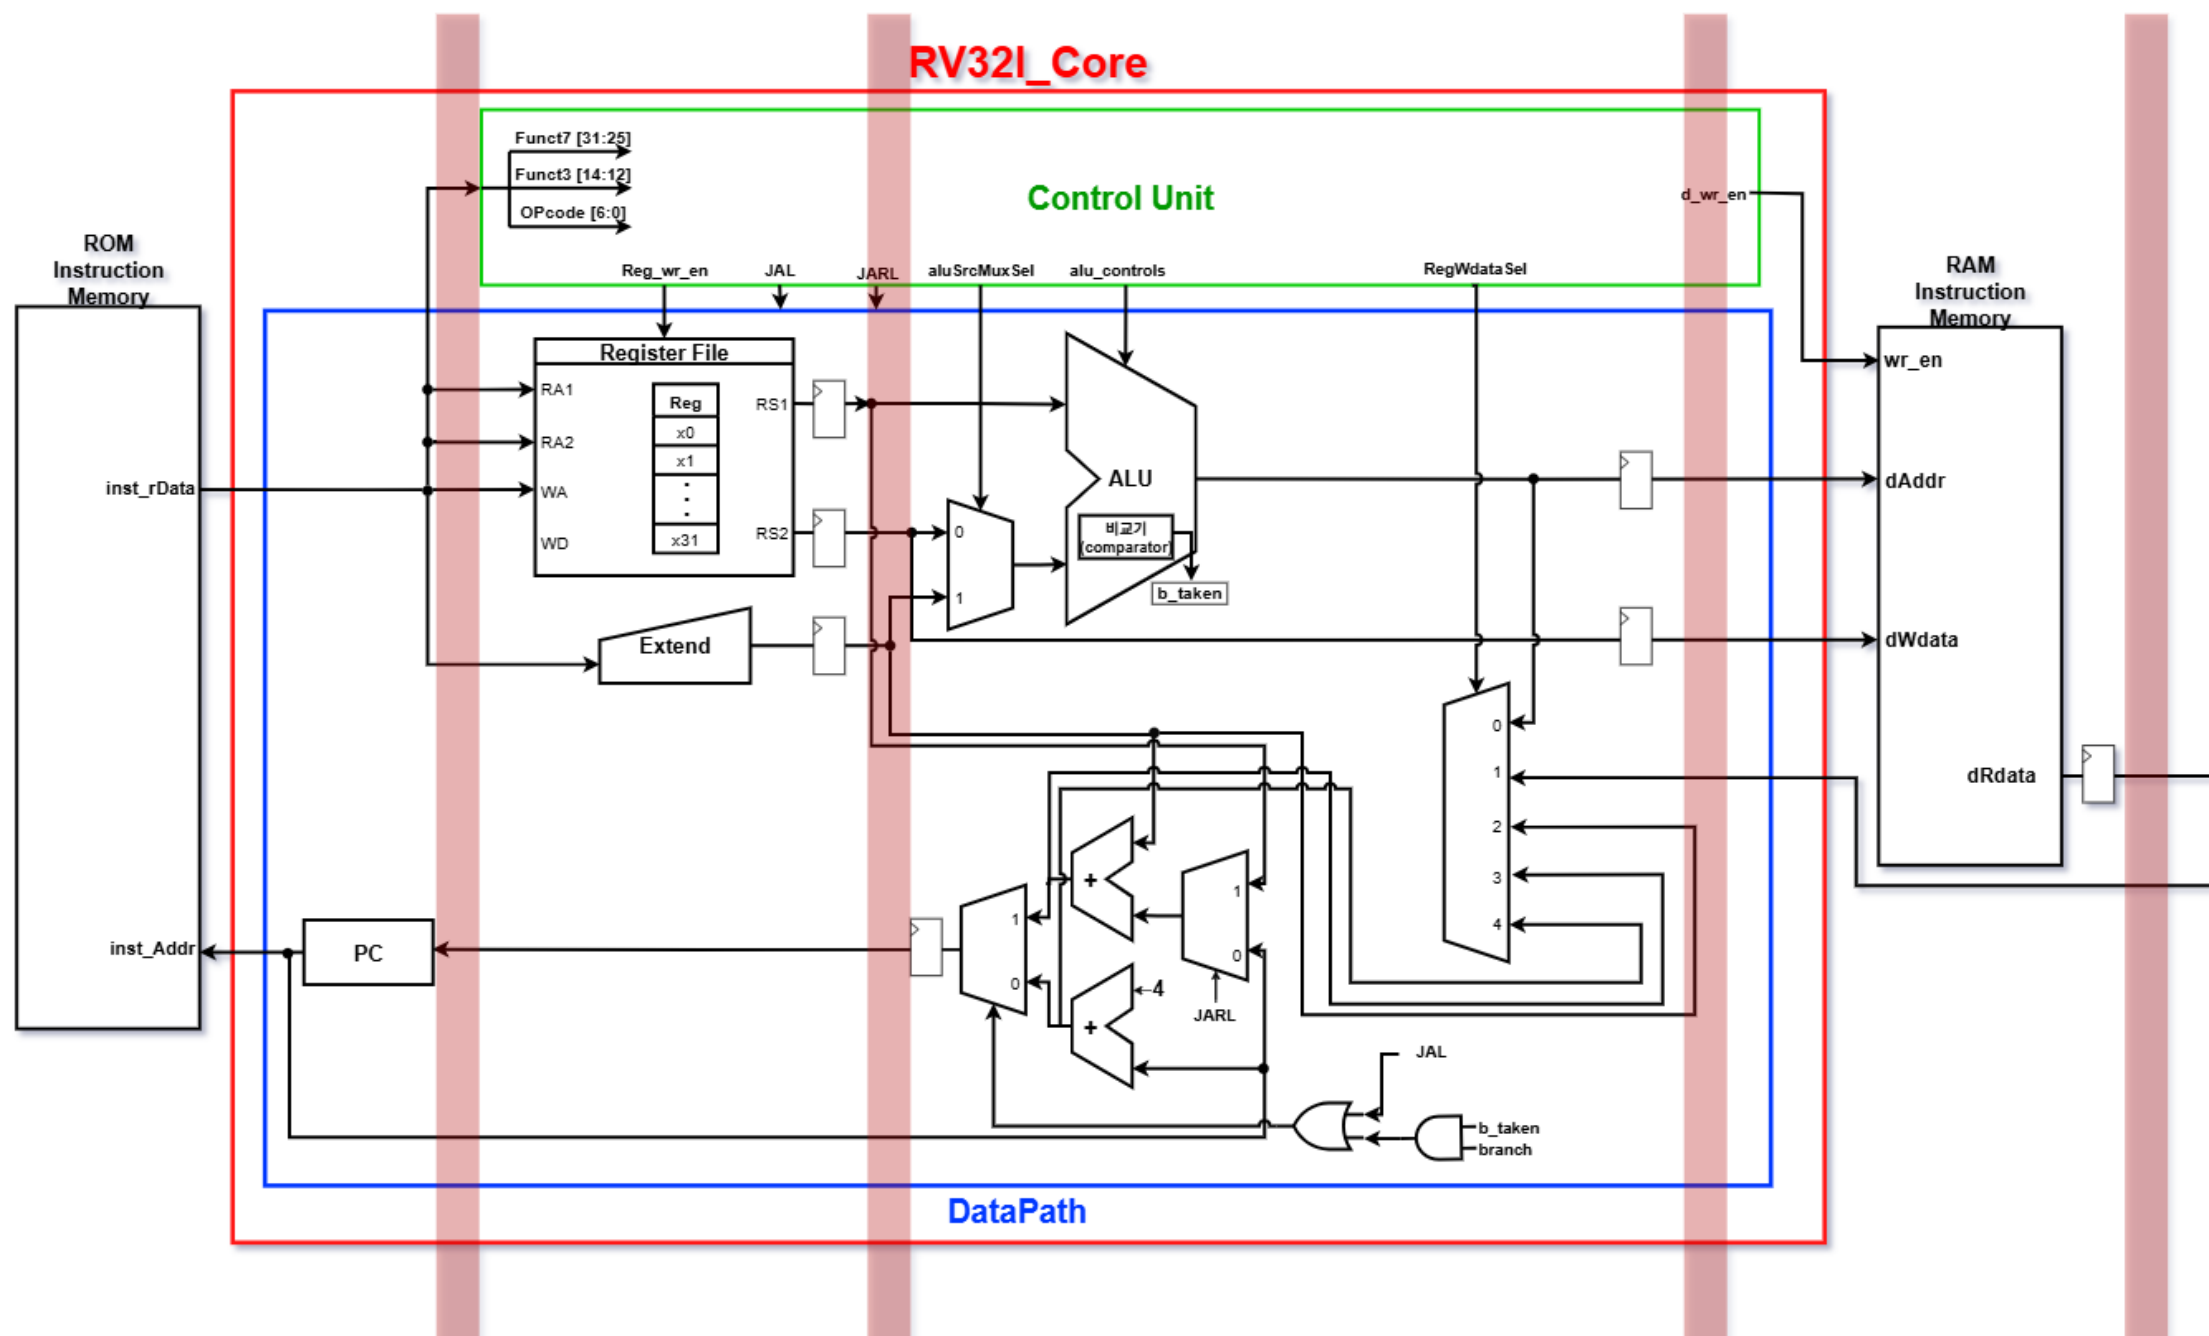 RV32I_Core
Funct7 [31:25]
Funct3 [14:12]
OPcode [6:0]
Control Unit
d_wr_en
Reg_wr_en
JAL
JARL
aluSrcMuxSel
alu_controls
RegWdataSel
ROM
Instruction
Memory
inst_rData
inst_Addr
Register File
RA1
RA2
WA
WD
Reg
x0
x1
x31
RS1
RS2
Extend
0
1
ALU
비교기
(comparator)
b_taken
RAM
Instruction
Memory
wr_en
dAddr
dWdata
dRdata
0
1
2
3
4
PC
1
0
+
+
4
1
0
JARL
JAL
b_taken
branch
DataPath